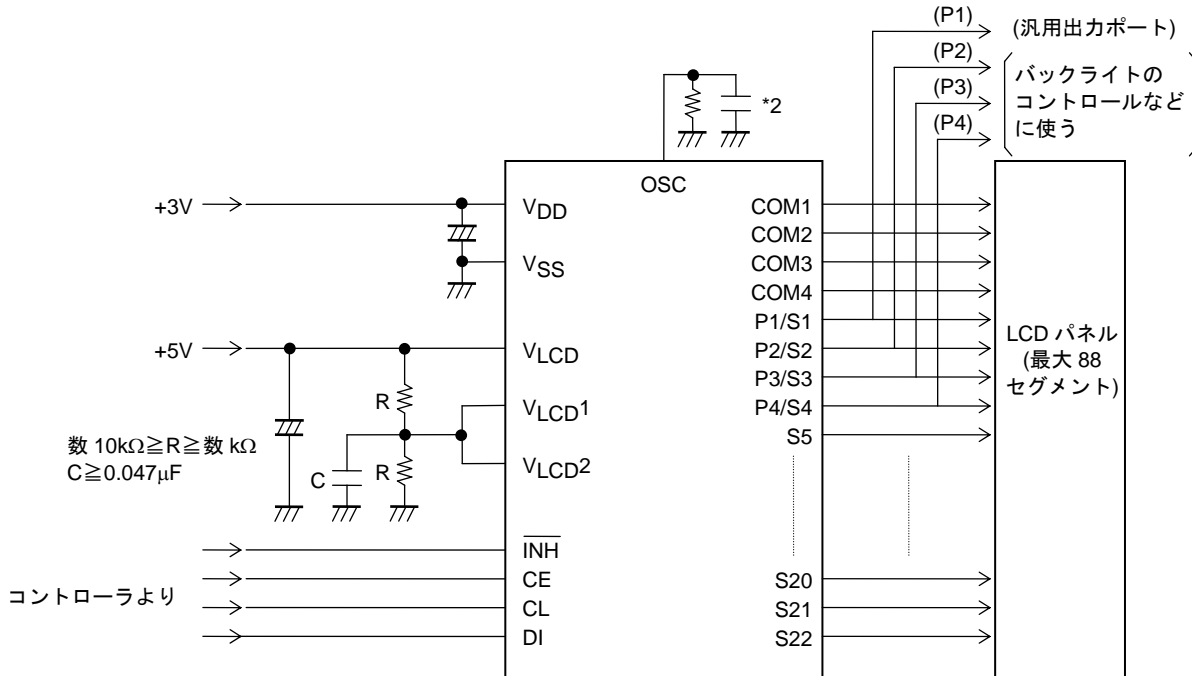 (P1)
(汎用出力ポート)
(P2)
バックライトの
コントロールなど
に使う
(P3)
(P4)
*2
OSC
+3V
VDD
VSS
+5V
VLCD
R
VLCD1
数 10kΩ≧R≧数 kΩ
C≧0.047μF
C
R
VLCD2
コントローラより
INH
CE
CL
DI
COM1
COM2
COM3
COM4
P1/S1
P2/S2
P3/S3
P4/S4
S5
S20
S21
S22
LCD パネル
(最大 88
セグメント)